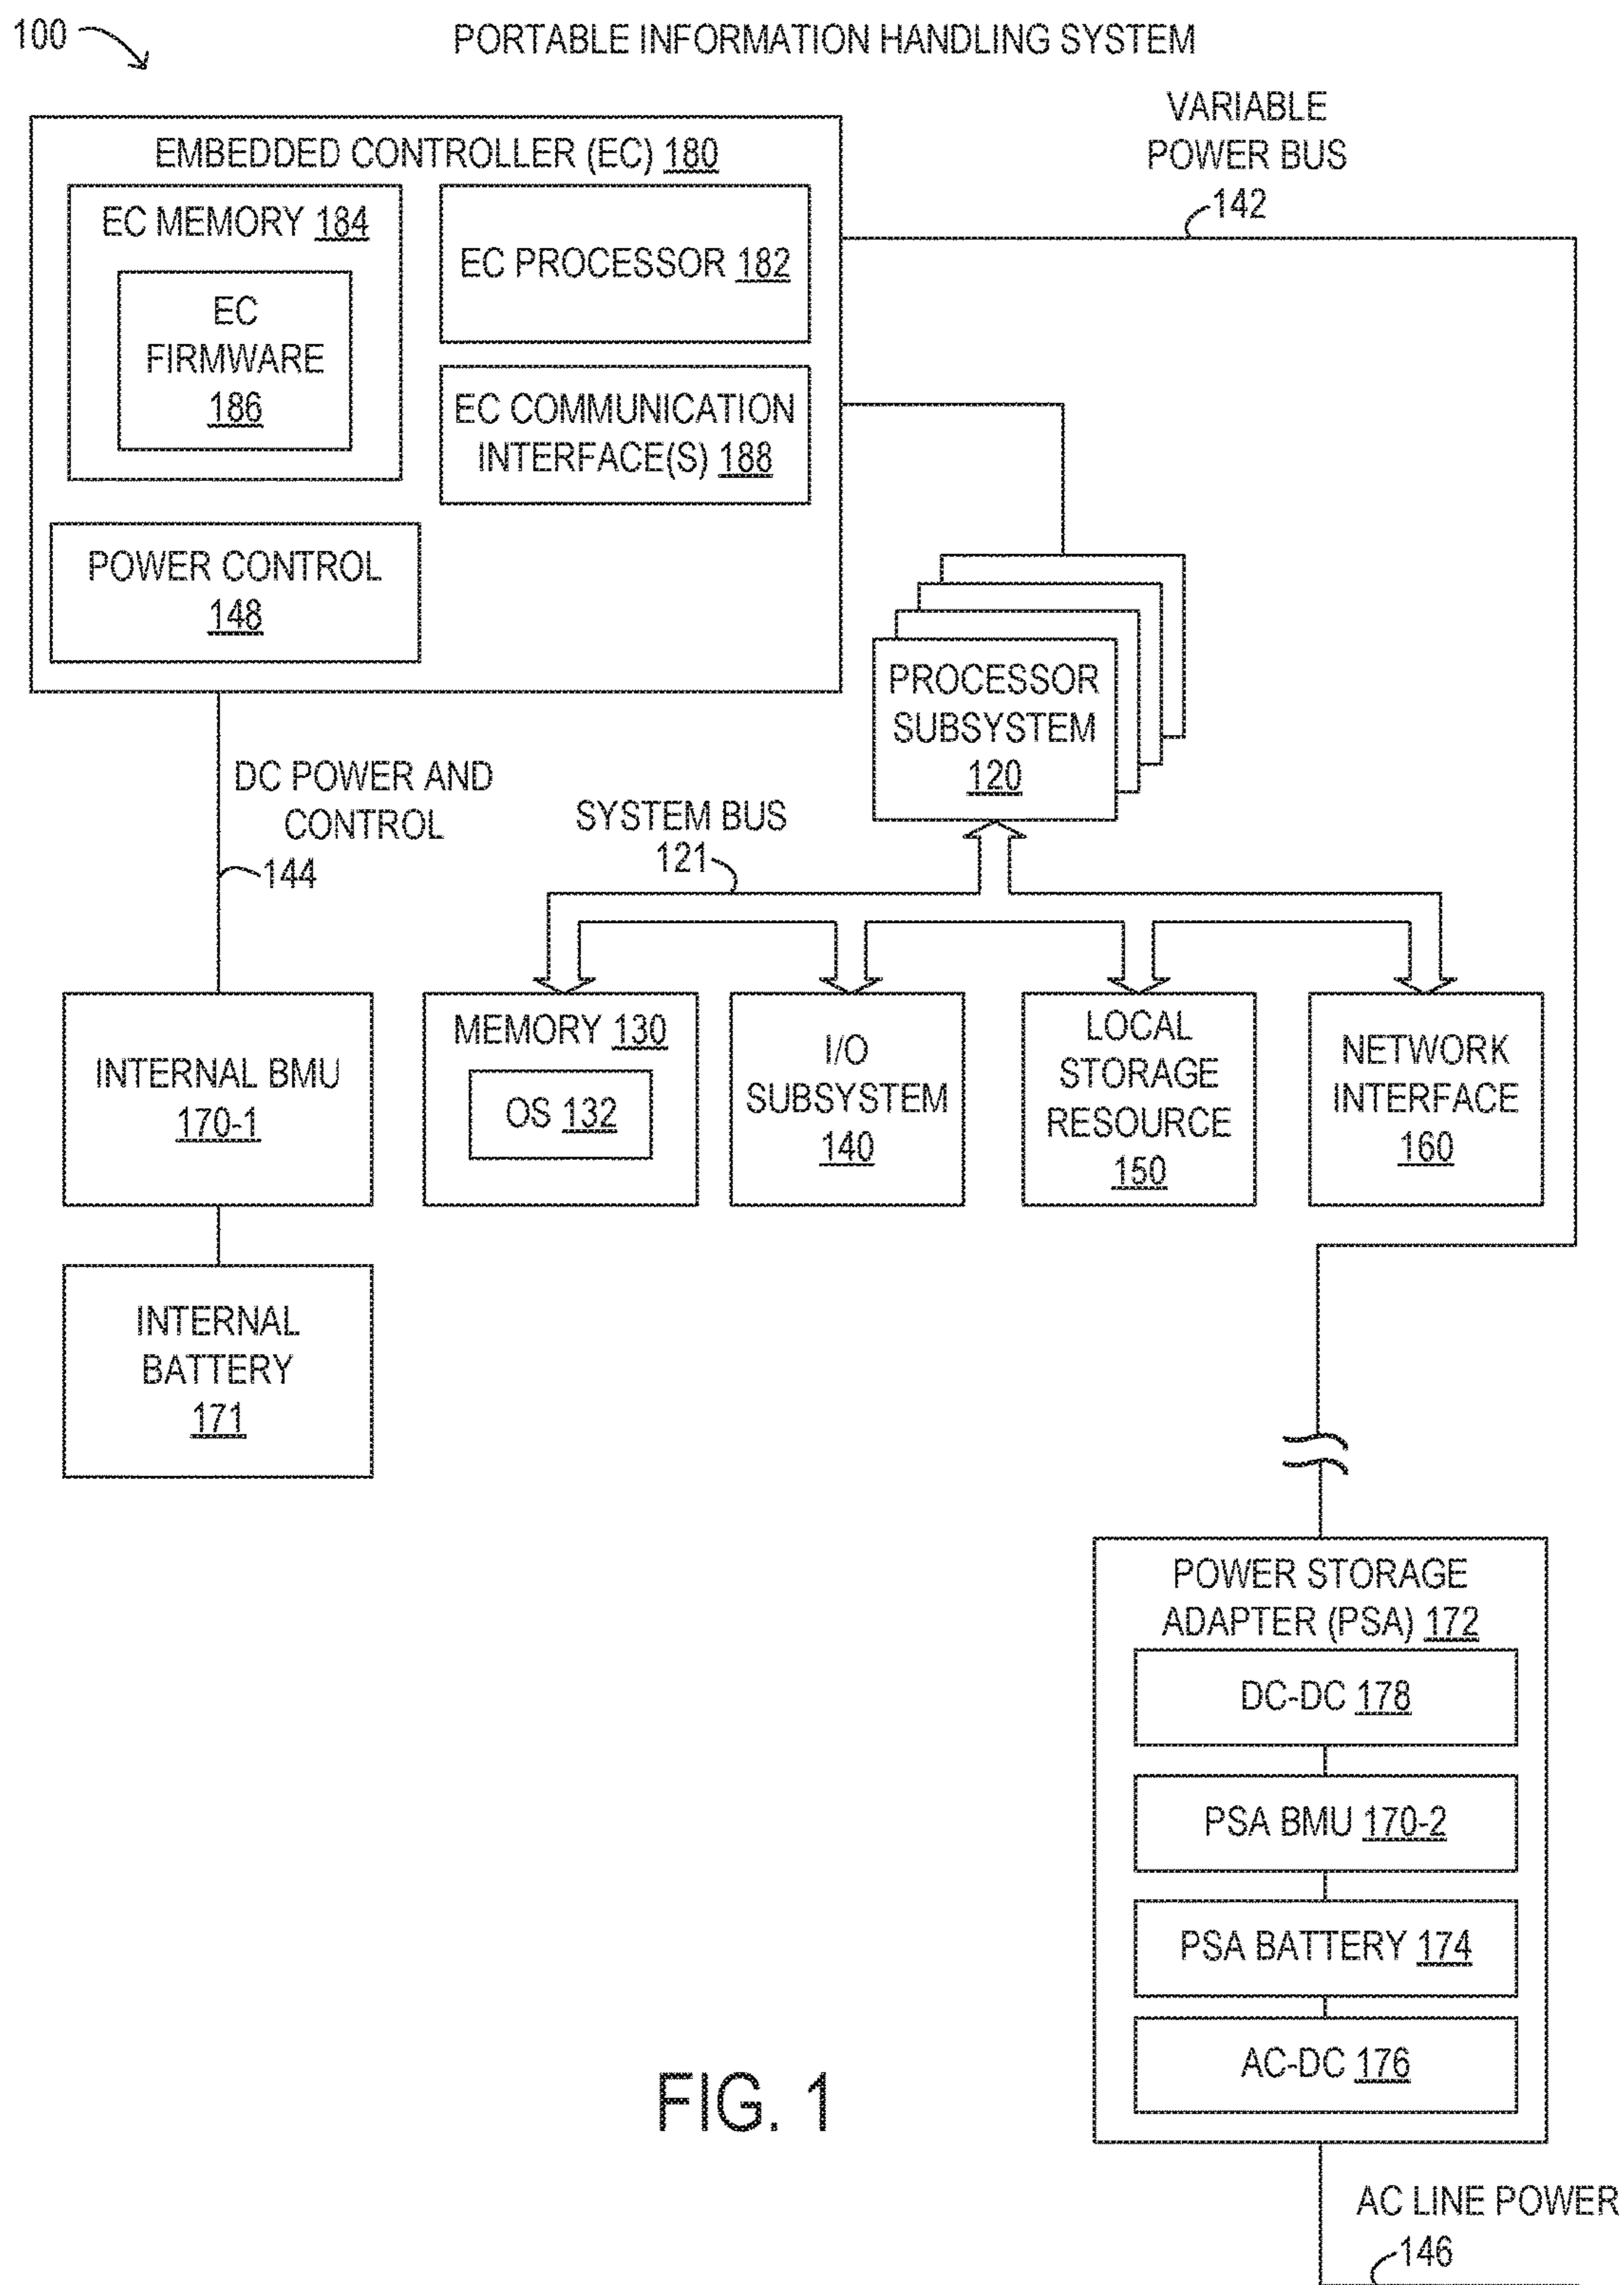 100
PORTABLE INFORMATION HANDLING SYSTEM
VARIABLE
POWER BUS
142
EMBEDDED CONTROLLER (EC) 180
EC MEMORY 184
EC
FIRMWARE
186
EC PROCESSOR 182
EC COMMUNICATION
INTERFACE(S) 188
POWER CONTROL
148
PROCESSOR
SUBSYSTEM
120
DC POWER AND
CONTROL
144
SYSTEM BUS
121
INTERNAL BMU
170-1
MEMORY 130
OS 132
I/O
SUBSYSTEM
140
LOCAL
STORAGE
RESOURCE
150
NETWORK
INTERFACE
160
INTERNAL
BATTERY
171
POWER STORAGE
ADAPTER (PSA) 172
DC-DC 178
PSA BMU 170-2
PSA BATTERY 174
AC-DC 176
FIG. 1
AC LINE POWER
146